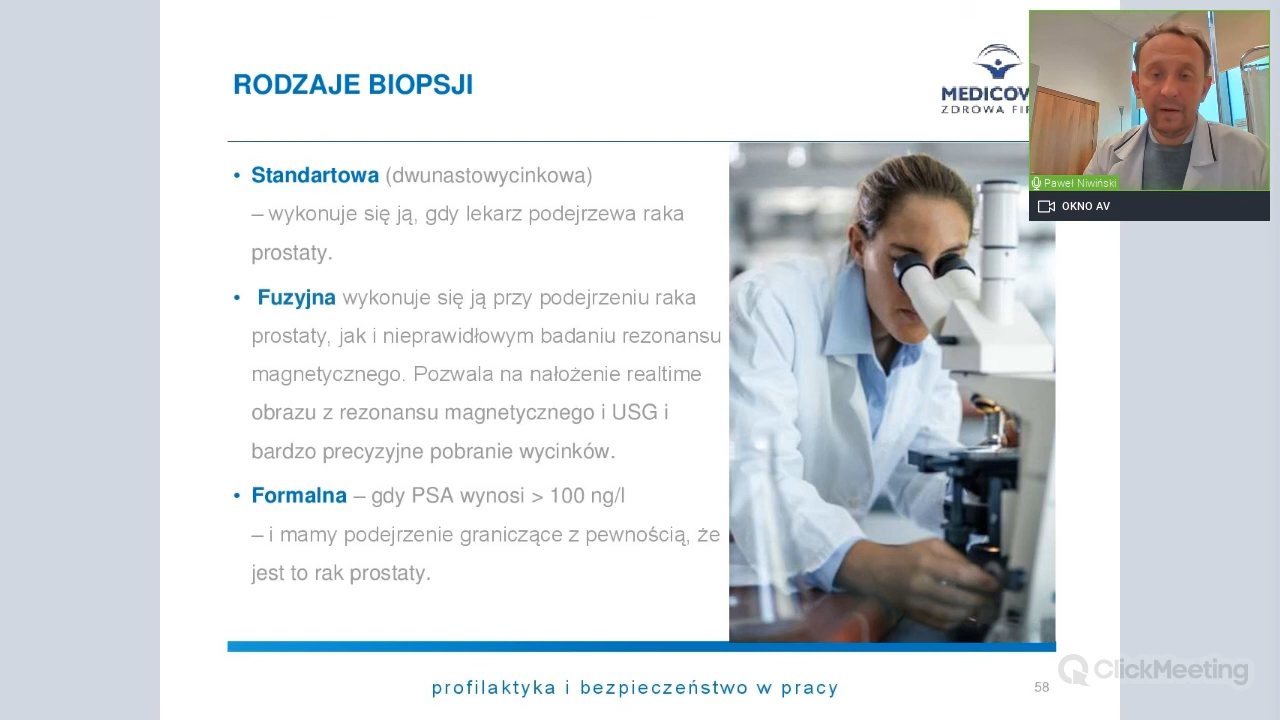 RODZAJE BIOPSJI
MEDICOV
ZDROWA FIR
• Standartowa (dwunastowycinkowa)
– wykonuje się ją, gdy lekarz podejrzewa raka
prostaty.
• Fuzyjna wykonuje się ją przy podejrzeniu raka
prostaty, jak i nieprawidłowym badaniu rezonansu
magnetycznego. Pozwala na nałożenie realtime
obrazu z rezonansu magnetycznego i USG i
bardzo precyzyjne pobranie wycinków.
• Formalna – gdy PSA wynosi > 100 ng/l
– i mamy podejrzenie graniczące z pewnością, że
jest to rak prostaty.
profilaktyka i bezpieczeństwo w pracy
58
Paweł Niwiński
OKNO AV
ClickMeeting